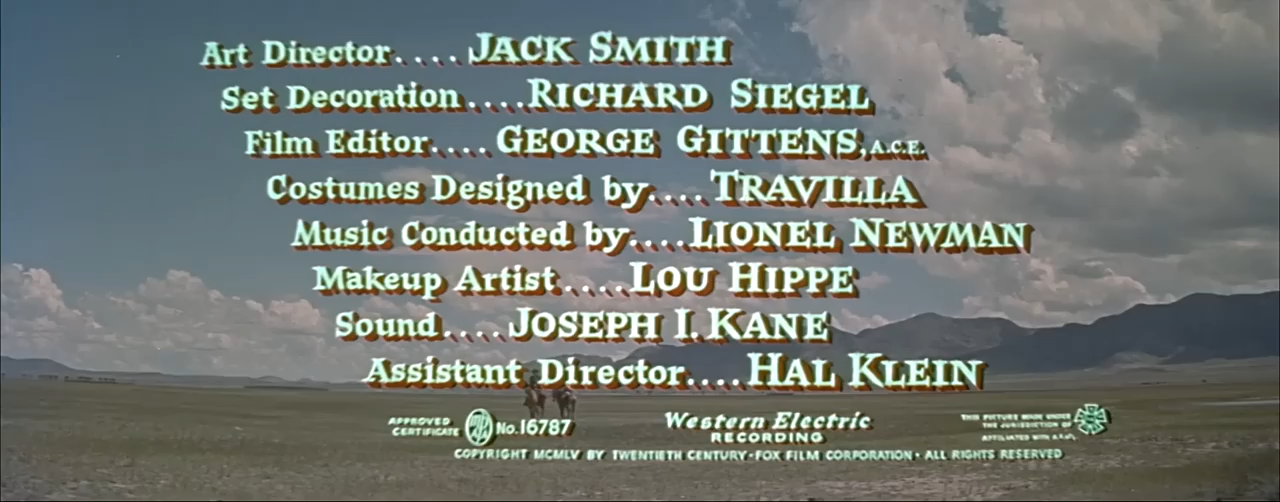 Art Director.... JACK SMITH
Set Decoration....RICHARD SIEGEL
Film Editor.... GEORGE GITTENS, A.C.E.
Costumes Designed by.... TRAVILLA
Music Conducted by.... LIONEL NEWMAN
Makeup Artist.... LOU HIPPE
Sound.... JOSEPH I. KANE
Assistant Director.... HAL KLEIN
APPROVED
CERTIFICATE No. 16787
Western Electric
RECORDING
THIS PICTURE MADE UNDER
THE JURISDICTION OF
AFFILIATED WITH A.F.of L.
COPYRIGHT MCMLV BY TWENTIETH CENTURY-FOX FILM CORPORATION • ALL RIGHTS RESERVED